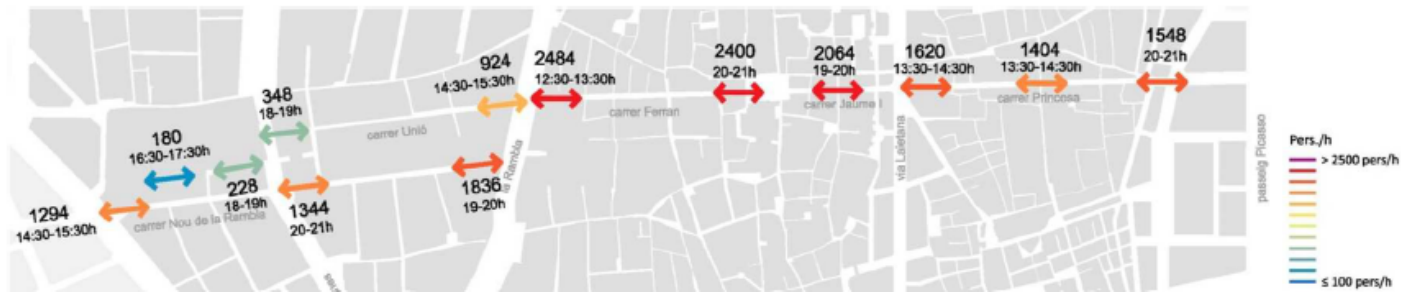 1294
14:30-15:30h
180
16:30-17:30h
228
18-19h
348
18-19h
1344
20-21h
924
14:30-15:30h
1836
19-20h
2484
12:30-13:30h
2400
20-21h
2064
19-20h
1620
13:30-14:30h
1404
13:30-14:30h
1548
20-21h
carrer Nou de la Rambla
carrer Unió
la Rambla
carrer Ferran
carrer Jaume I
via Laietana
carrer Princesa
passeig Picasso
Pers./h
> 2500 pers/h
≤ 100 pers/h